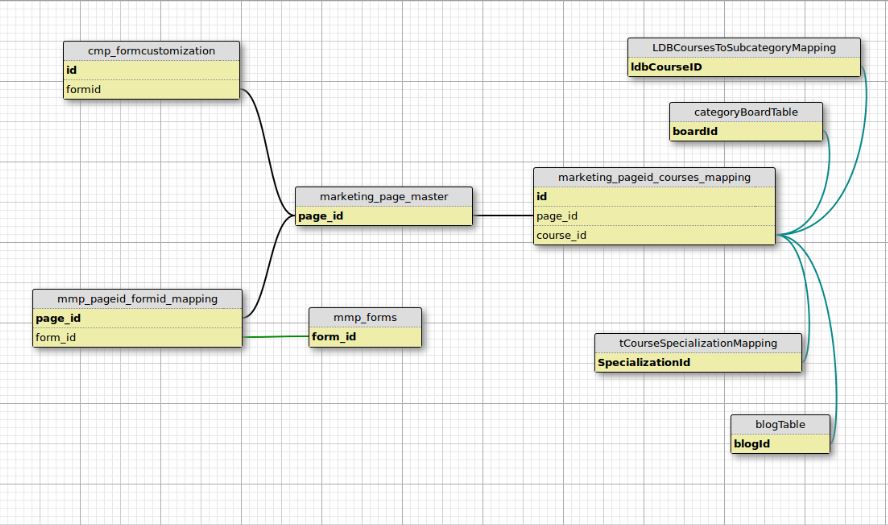 cmp_formcustomization
id
formid
LDBCoursesToSubcategoryMapping
ldbCourseID
categoryBoardTable
boardId
marketing_page_master
page_id
marketing_pageid_courses_mapping
id
page_id
course_id
mmp_pageid_formid_mapping
page_id
form_id
mmp_forms
form_id
tCourseSpecializationMapping
SpecializationId
blogTable
blogId